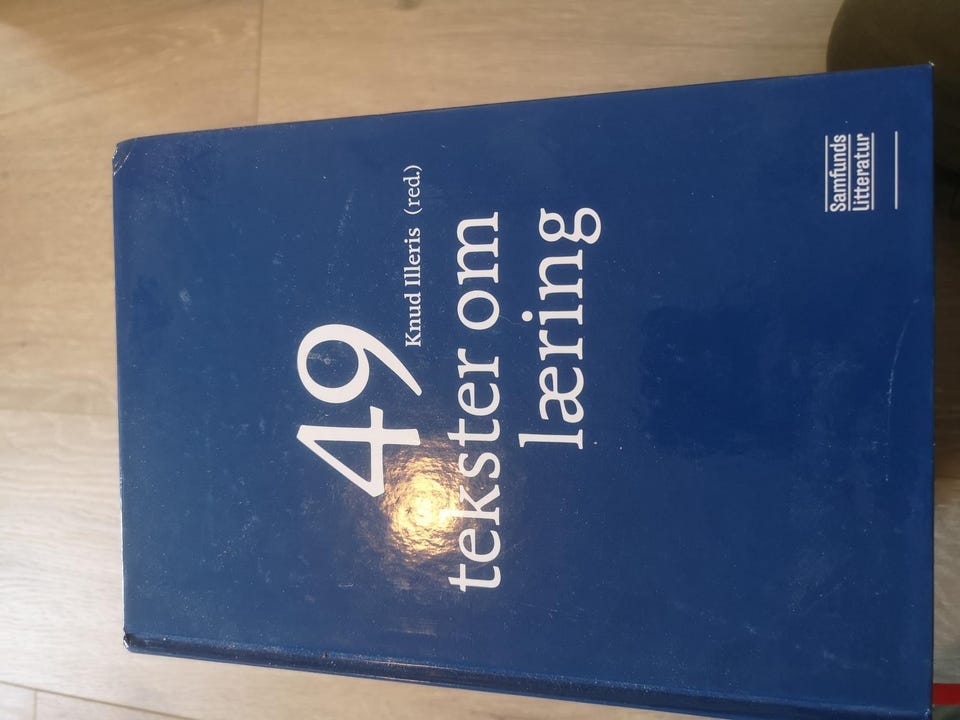 49
Knud Illeris (red.)
tekster om
læring
Samfunds
litteratur